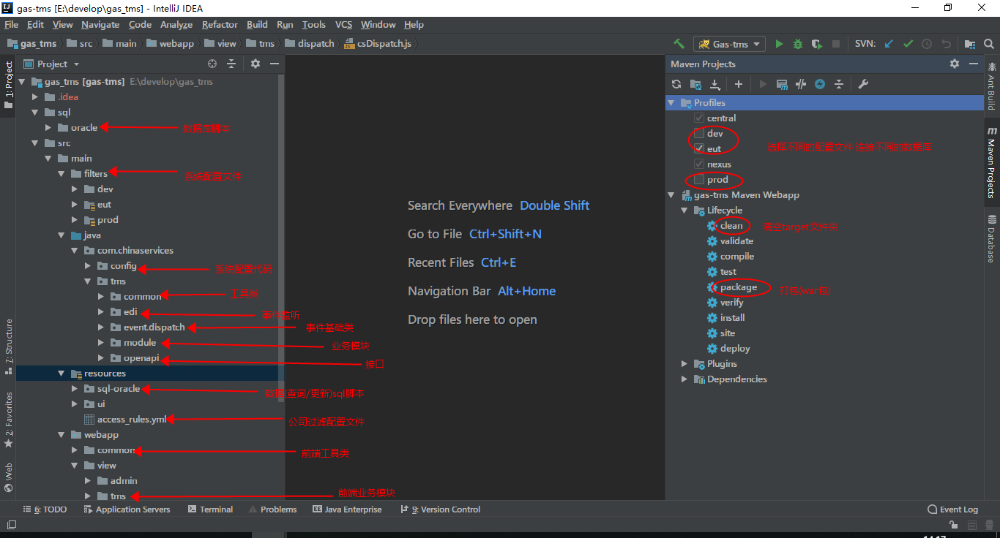 gas-tms [E:\develop\gas_tms] - IntelliJ IDEA
File Edit View Navigate Code Analyze Refactor Build Run Tools VCS Window Help
gas_tms src main webapp view tms dispatch csDispatch.js
Gas-tms SVN:
1: Project
7: Structure
2: Favorites
Web
Project
gas_tms [gas-tms] E:\develop\gas_tms
.idea
sql
oracle 数据库脚本
src
main
filters 系统配置文件
dev
eut
prod
java
com.chinaservices
config 系统配置代码
tms
common 工具类
edi 事件监听
event.dispatch 事件基础类
module 业务模块
openapi 接口
resources
sql-oracle 数据(查询/更新)sql脚本
ui
access_rules.yml 公司过滤配置文件
webapp
common 前端工具类
view
admin
tms 前端业务模块
Search Everywhere Double Shift
Go to File Ctrl+Shift+N
Recent Files Ctrl+E
Navigation Bar Alt+Home
Drop files here to open
Maven Projects
Profiles
central
dev
eut 选择不同的配置文件 连接不同的数据库
nexus
prod
gas-tms Maven Webapp
Lifecycle
clean 清空target文件夹
validate
compile
test
package 打包(war包)
verify
install
site
deploy
Plugins
Dependencies
Ant Build
Maven Projects
Database
6: TODO Application Servers Terminal Problems Java Enterprise 9: Version Control Event Log